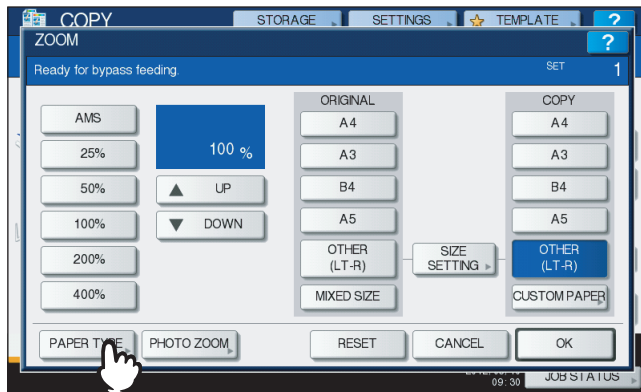 COPY
STORAGE
SETTINGS
TEMPLATE
?
ZOOM
?
Ready for bypass feeding.
SET
1
AMS
25%
50%
100%
200%
400%
100 %
UP
DOWN
ORIGINAL
A4
A3
B4
A5
OTHER
(LT-R)
MIXED SIZE
SIZE
SETTING
COPY
A4
A3
B4
A5
OTHER
(LT-R)
CUSTOM PAPER
PAPER TYPE
PHOTO ZOOM
RESET
CANCEL
OK
09:30
JOB STATUS